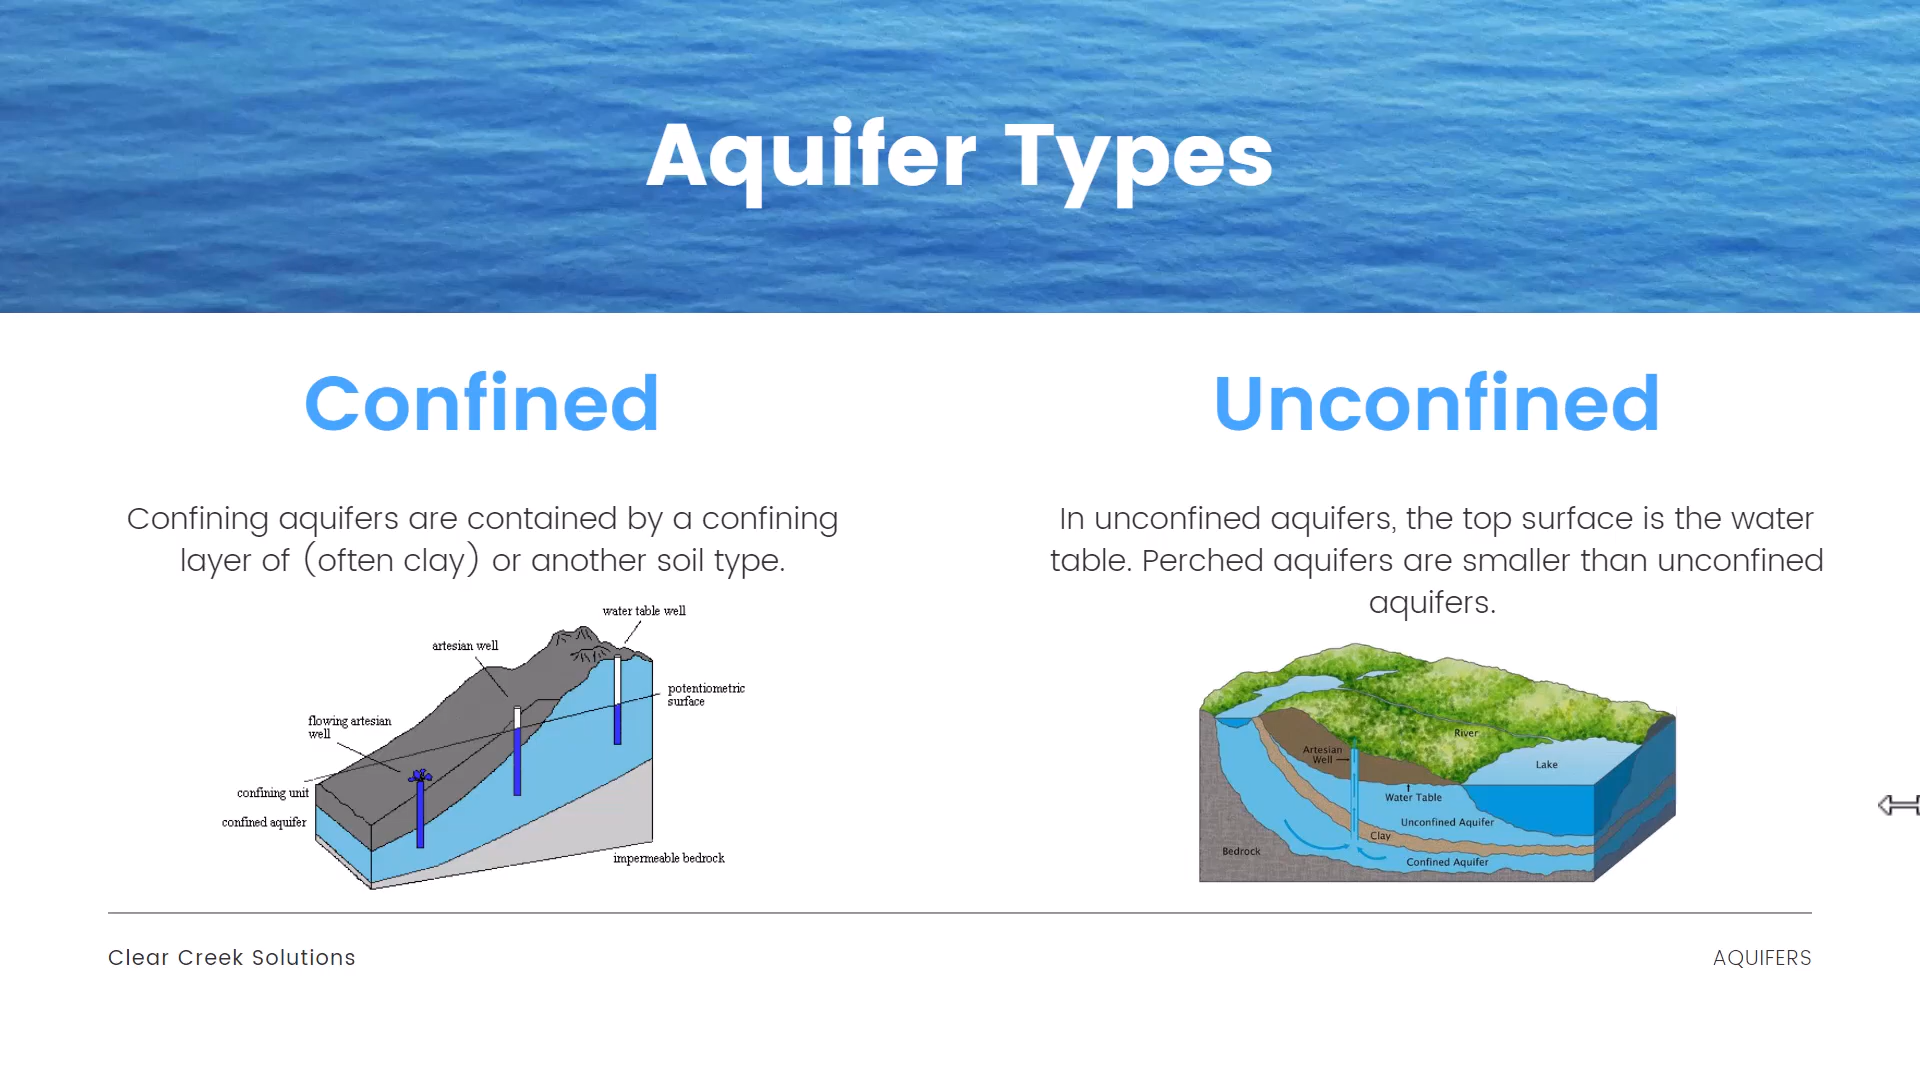 Aquifer Types
Confined
Confining aquifers are contained by a confining
layer of (often clay) or another soil type.
water table well
artesian well
potentiometric
surface
flowing artesian
well
confining unit
confined aquifer
impermeable bedrock
Unconfined
In unconfined aquifers, the top surface is the water
table. Perched aquifers are smaller than unconfined
aquifers.
River
Artesian
Well
Lake
Water Table
Unconfined Aquifer
Clay
Bedrock
Confined Aquifer
Clear Creek Solutions
AQUIFERS